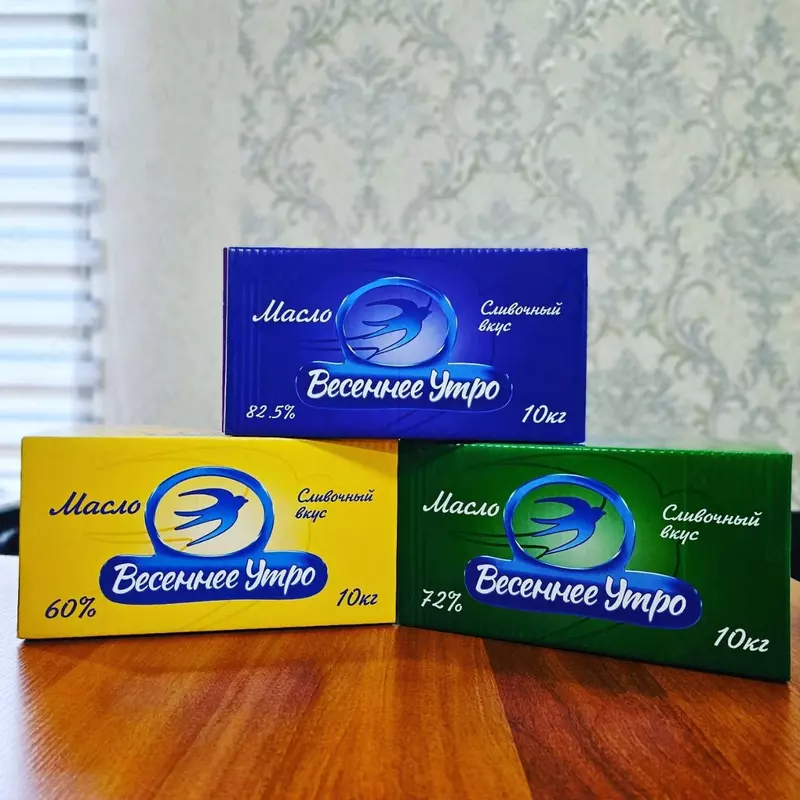 Масло
Сливочный
вкус
Весеннее Утро
82.5%
10кг
Масло
Сливочный
вкус
Весеннее Утро
60%
10кг
Масло
Сливочный
вкус
Весеннее Утро
72%
10кг